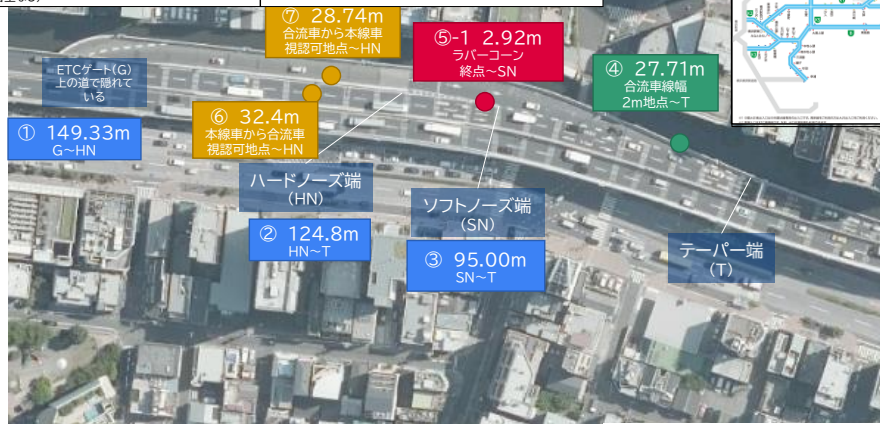 ⑦ 28.74m
合流車から本線車
視認可地点～HN
⑤-1 2.92m
ラバーコーン
終点～SN
④ 27.71m
合流車線幅
2m地点～T
ETCゲート(G)
上の道で隠れて
いる
① 149.33m
G～HN
⑥ 32.4m
本線車から合流車
視認可地点～HN
ハードノーズ端
(HN)
② 124.8m
HN～T
ソフトノーズ端
(SN)
③ 95.00m
SN～T
テーパー端
(T)